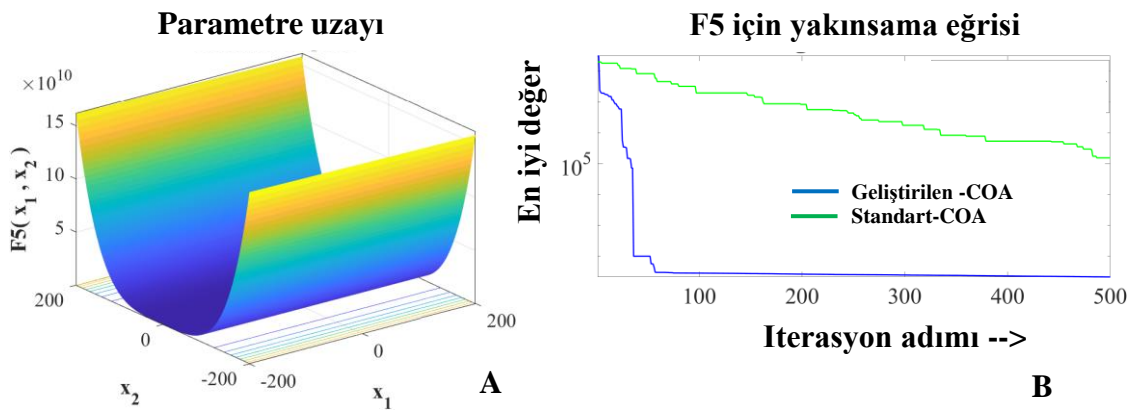 Parametre uzayı
×10^10
15
10
5
F5( x_1 , x_2 )
200
0
-200
x_2
-200
0
200
x_1
A
F5 için yakınsama eğrisi
En iyi değer
10^5
Geliştirilen -COA
Standart-COA
100
200
300
400
500
Iterasyon adımı -->
B